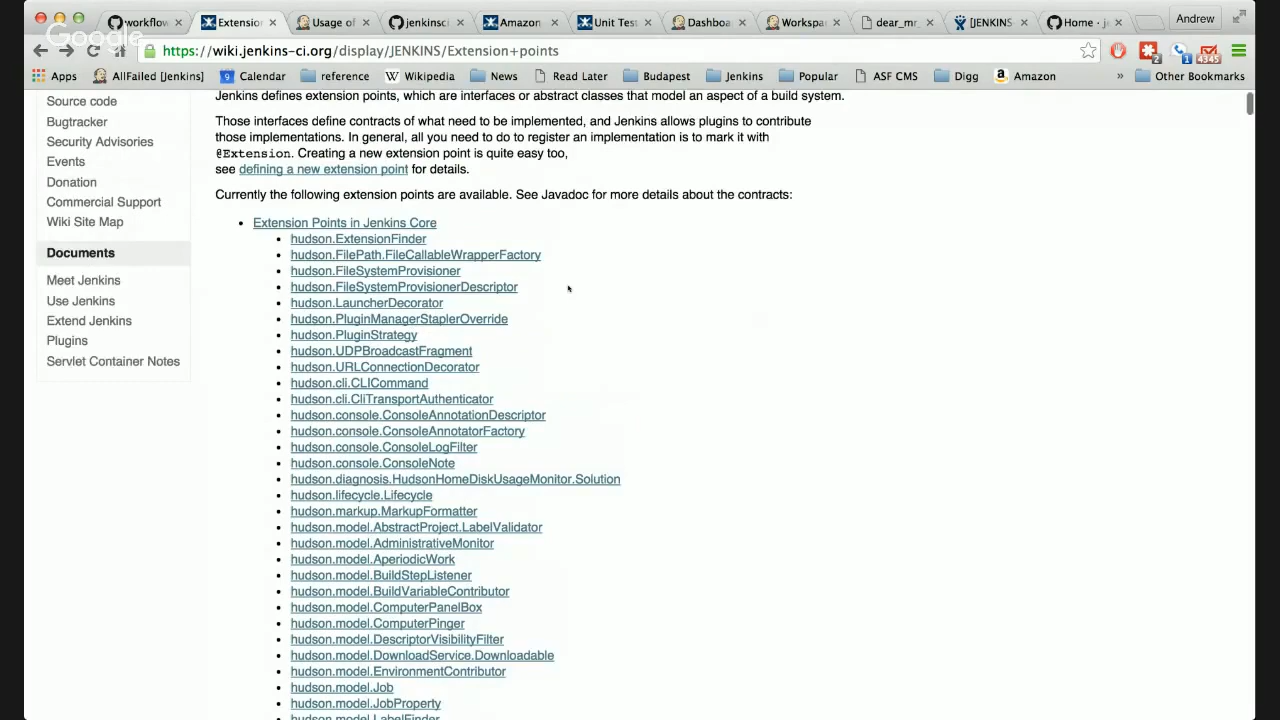 workflow
Extension
Usage of
jenkinsci
Amazon
Unit Test
Dashboa
Workspa
dear_mr_
[JENKINS
Home · je
Andrew
Google
https://wiki.jenkins-ci.org/display/JENKINS/Extension+points
2
1
4345
Apps
AllFailed [Jenkins]
9
Calendar
reference
W Wikipedia
News
Read Later
Budapest
Jenkins
Popular
ASF CMS
Digg
a Amazon
»
Other Bookmarks
Source code
Bugtracker
Security Advisories
Events
Donation
Commercial Support
Wiki Site Map
Documents
Meet Jenkins
Use Jenkins
Extend Jenkins
Plugins
Servlet Container Notes
Jenkins defines extension points, which are interfaces or abstract classes that model an aspect of a build system.
Those interfaces define contracts of what need to be implemented, and Jenkins allows plugins to contribute
those implementations. In general, all you need to do to register an implementation is to mark it with
@Extension. Creating a new extension point is quite easy too,
see defining a new extension point for details.
Currently the following extension points are available. See Javadoc for more details about the contracts:
• Extension Points in Jenkins Core
• hudson.ExtensionFinder
• hudson.FilePath.FileCallableWrapperFactory
• hudson.FileSystemProvisioner
• hudson.FileSystemProvisionerDescriptor
• hudson.LauncherDecorator
• hudson.PluginManagerStaplerOverride
• hudson.PluginStrategy
• hudson.UDPBroadcastFragment
• hudson.URLConnectionDecorator
• hudson.cli.CLICommand
• hudson.cli.CliTransportAuthenticator
• hudson.console.ConsoleAnnotationDescriptor
• hudson.console.ConsoleAnnotatorFactory
• hudson.console.ConsoleLogFilter
• hudson.console.ConsoleNote
• hudson.diagnosis.HudsonHomeDiskUsageMonitor.Solution
• hudson.lifecycle.Lifecycle
• hudson.markup.MarkupFormatter
• hudson.model.AbstractProject.LabelValidator
• hudson.model.AdministrativeMonitor
• hudson.model.AperiodicWork
• hudson.model.BuildStepListener
• hudson.model.BuildVariableContributor
• hudson.model.ComputerPanelBox
• hudson.model.ComputerPinger
• hudson.model.DescriptorVisibilityFilter
• hudson.model.DownloadService.Downloadable
• hudson.model.EnvironmentContributor
• hudson.model.Job
• hudson.model.JobProperty
• hudson.model.LabelFinder